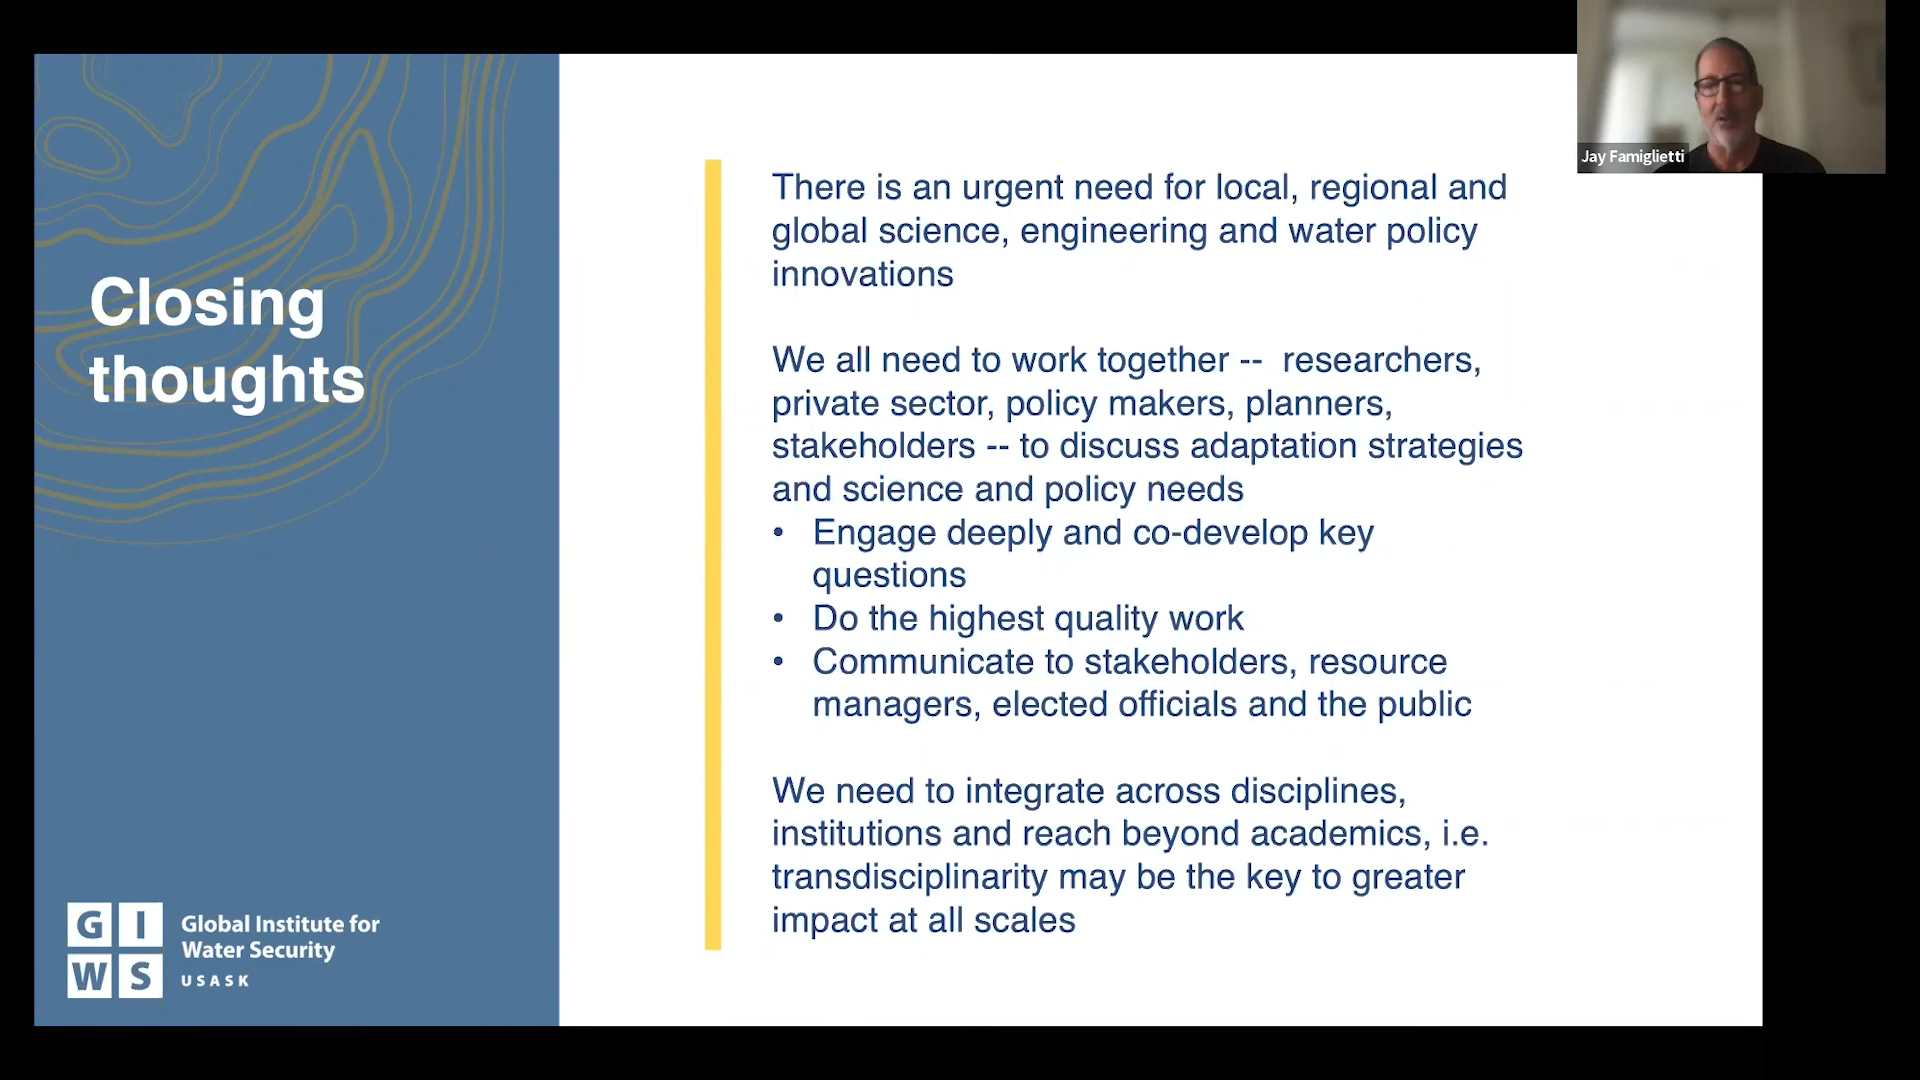 Jay Famiglietti
Closing
thoughts
There is an urgent need for local, regional and
global science, engineering and water policy
innovations
We all need to work together -- researchers,
private sector, policy makers, planners,
stakeholders -- to discuss adaptation strategies
and science and policy needs
• Engage deeply and co-develop key
questions
• Do the highest quality work
• Communicate to stakeholders, resource
managers, elected officials and the public
We need to integrate across disciplines,
institutions and reach beyond academics, i.e.
transdisciplinarity may be the key to greater
impact at all scales
G I
W S
Global Institute for
Water Security
USASK